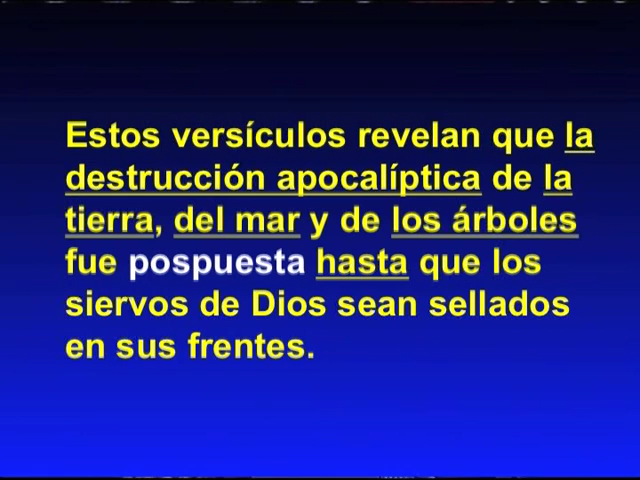 Estos versículos revelan que la
destrucción apocalíptica de la
tierra, del mar y de los árboles
fue pospuesta hasta que los
siervos de Dios sean sellados
en sus frentes.